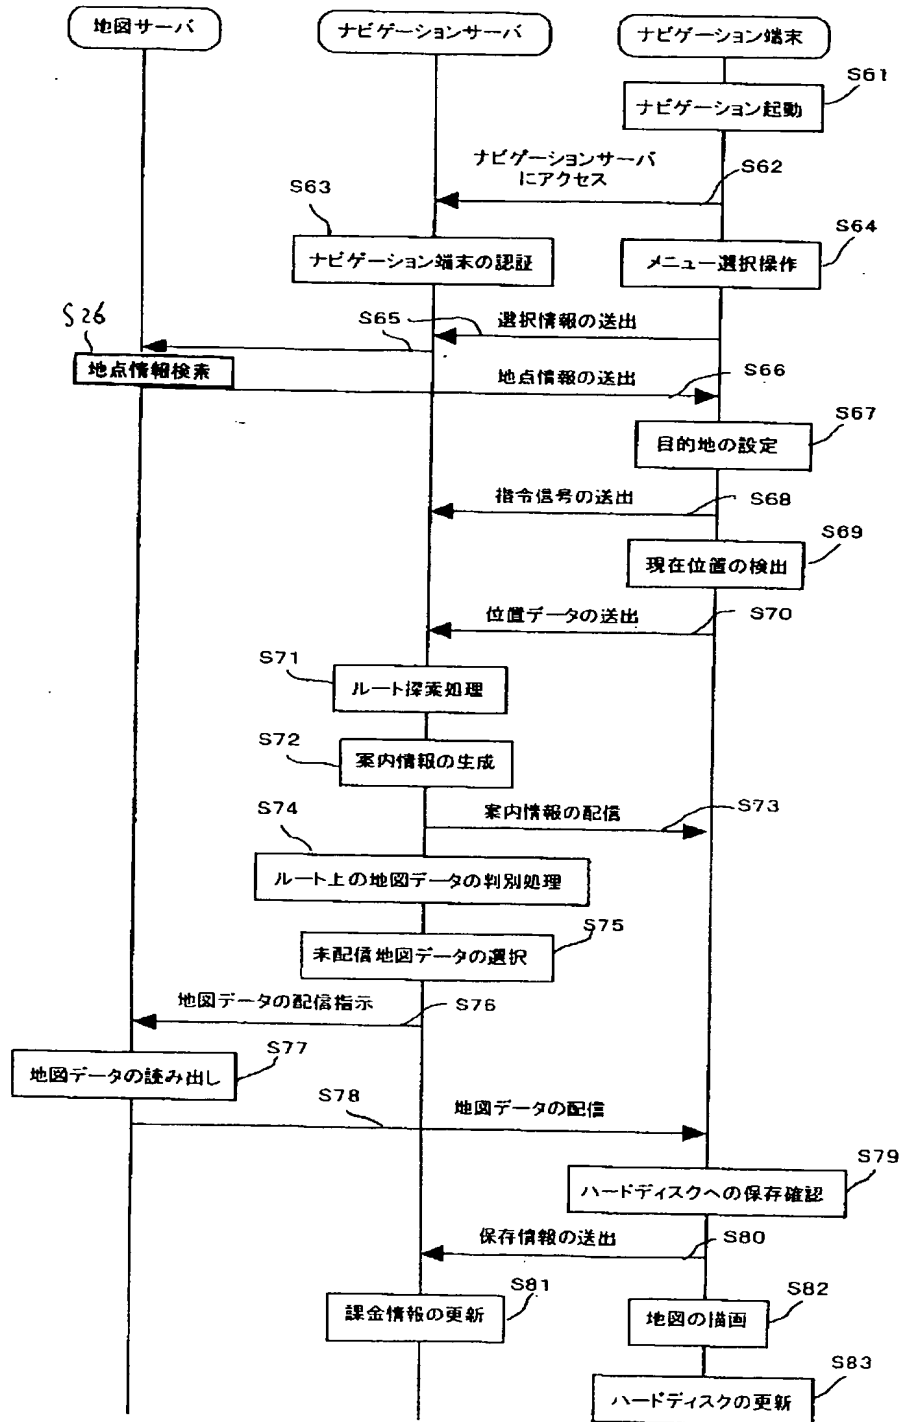 地図サーバ
ナビゲーションサーバ
ナビゲーション端末
S61
ナビゲーション起動
ナビゲーションサーバ
にアクセス
S62
S63
ナビゲーション端末の認証
S64
メニュー選択操作
選択情報の送出
S65
S26
地点情報検索
地点情報の送出
S66
S67
目的地の設定
指令信号の送出
S68
S69
現在位置の検出
位置データの送出
S70
S71
ルート探索処理
S72
案内情報の生成
案内情報の配信
S73
S74
ルート上の地図データの判別処理
S75
未配信地図データの選択
地図データの配信指示
S76
S77
地図データの読み出し
S78
地図データの配信
S79
ハードディスクへの保存確認
保存情報の送出
S80
S81
課金情報の更新
S82
地図の描画
S83
ハードディスクの更新